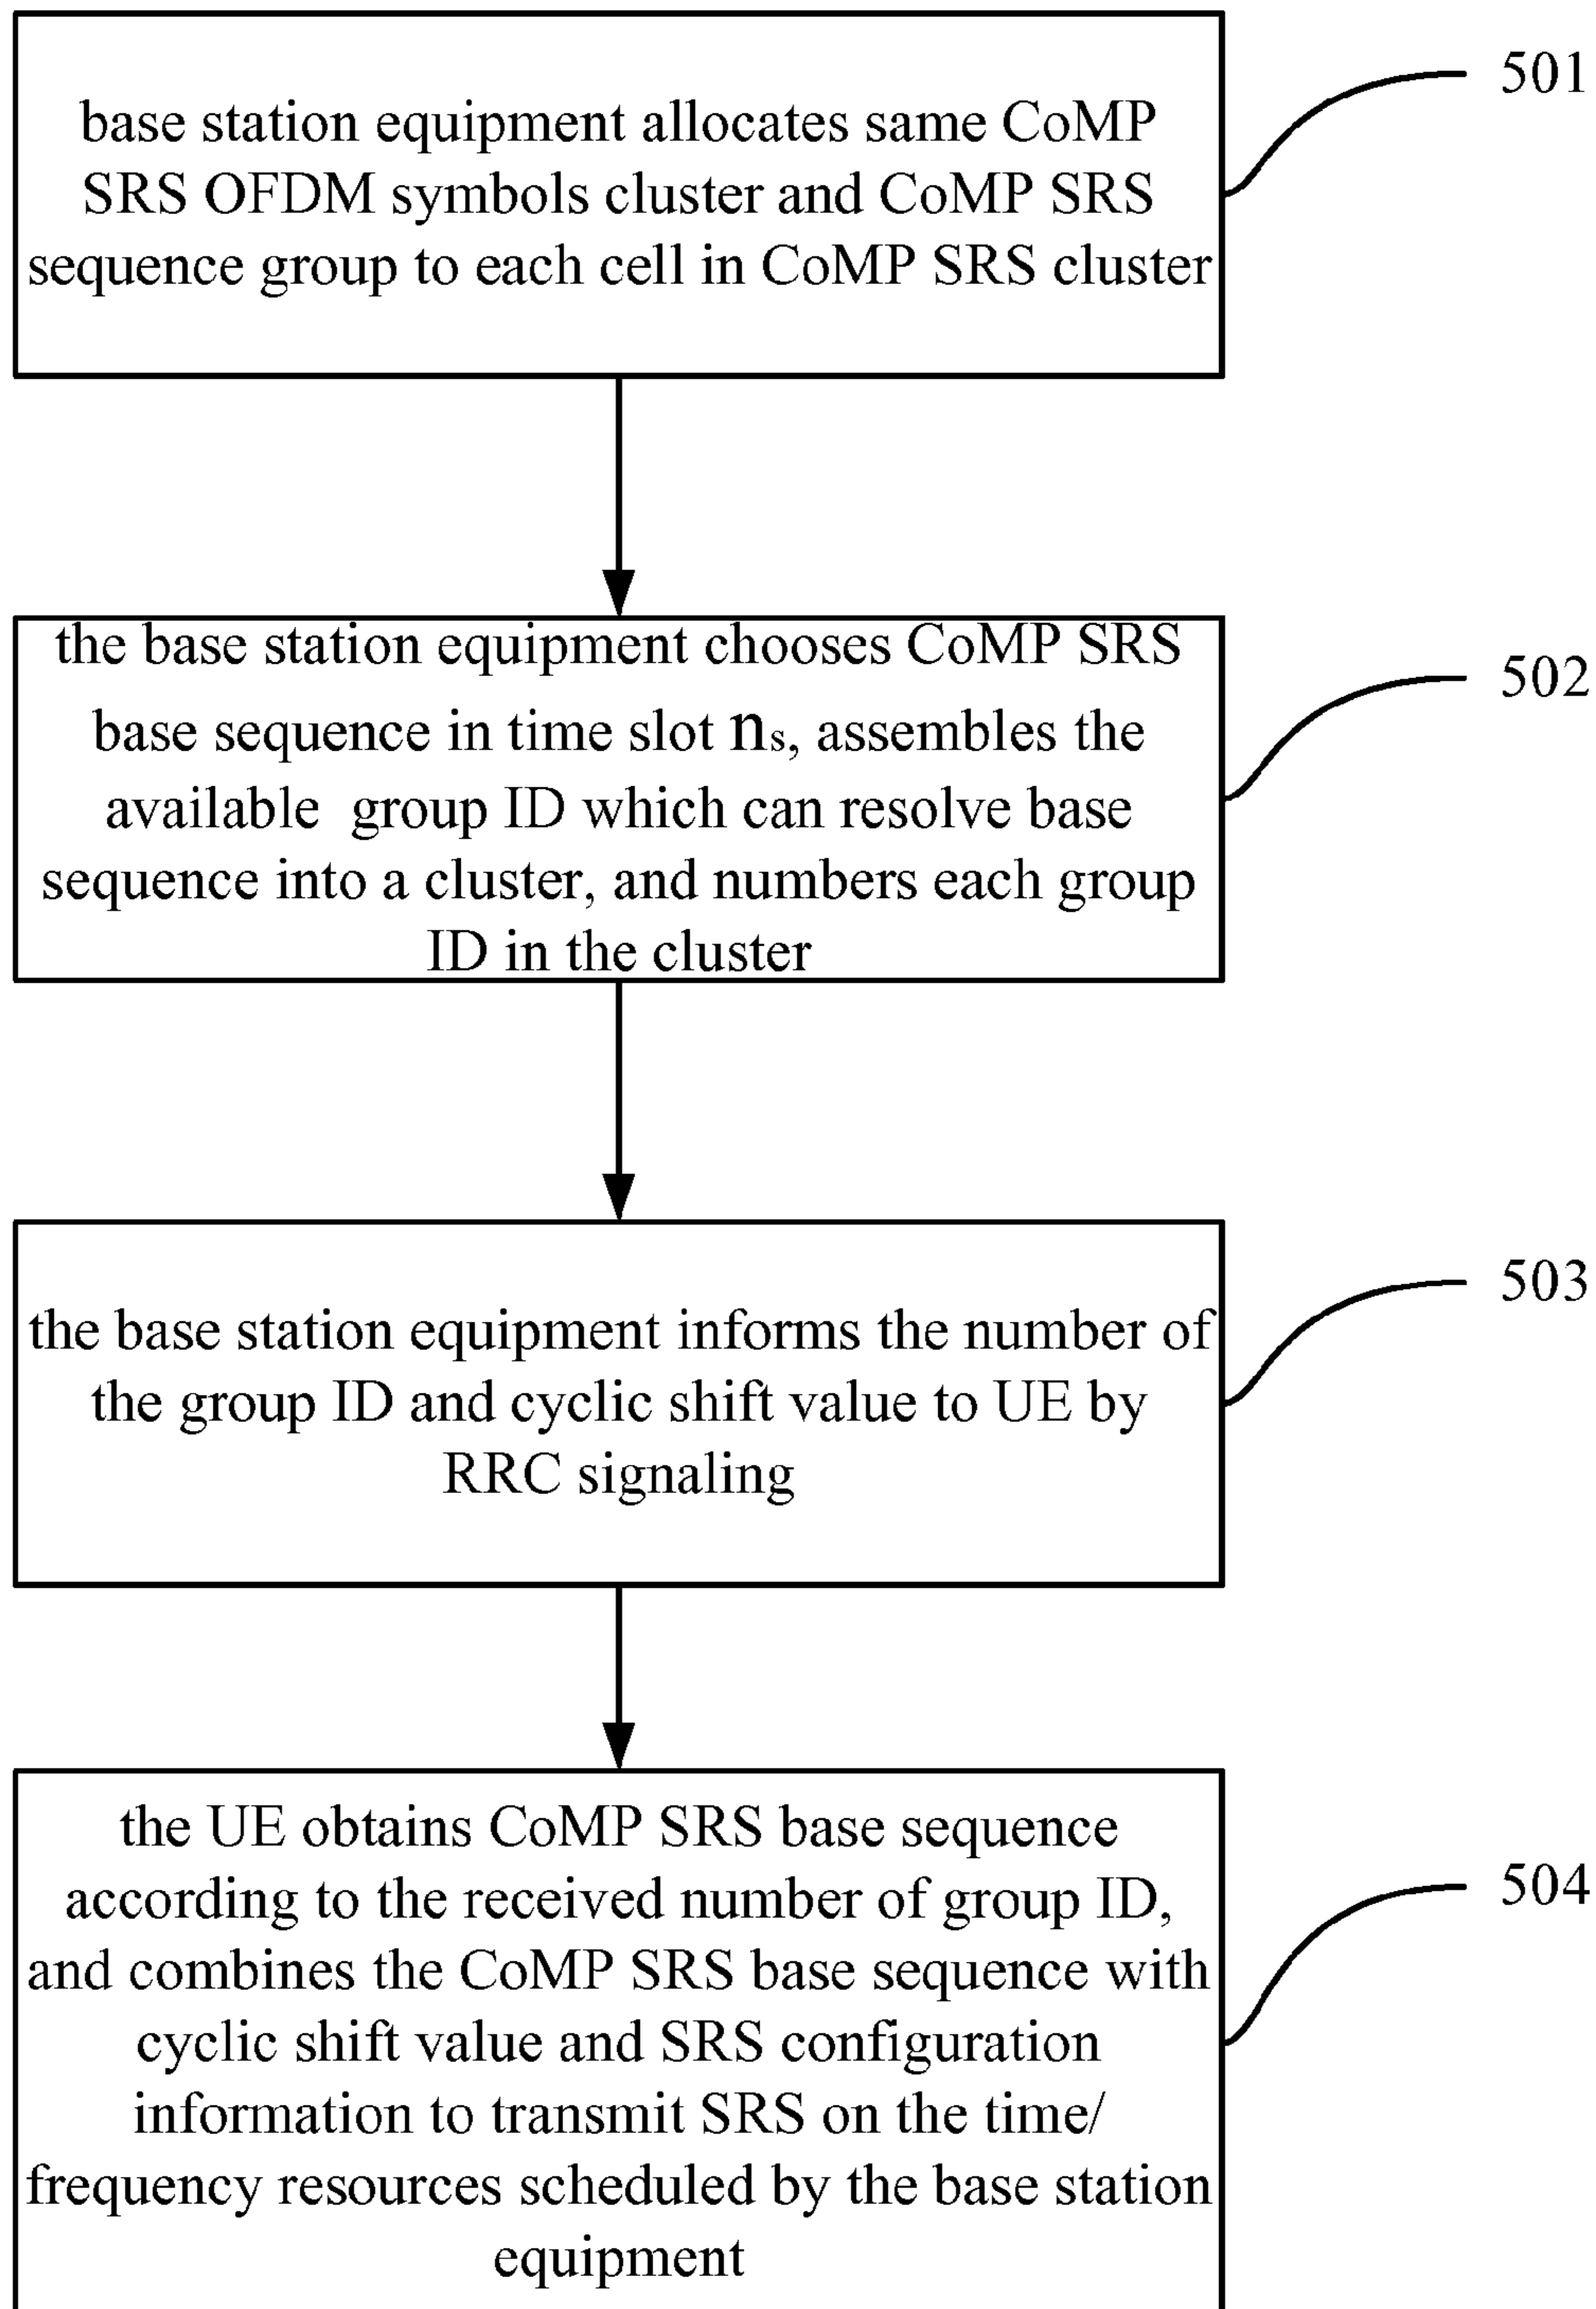 base station equipment allocates same CoMP
SRS OFDM symbols cluster and CoMP SRS
sequence group to each cell in CoMP SRS cluster
501
the base station equipment chooses CoMP SRS
base sequence in time slot nₛ, assembles the
available group ID which can resolve base
sequence into a cluster, and numbers each group
ID in the cluster
502
the base station equipment informs the number of
the group ID and cyclic shift value to UE by
RRC signaling
503
the UE obtains CoMP SRS base sequence
according to the received number of group ID,
and combines the CoMP SRS base sequence with
cyclic shift value and SRS configuration
information to transmit SRS on the time/
frequency resources scheduled by the base station
equipment
504